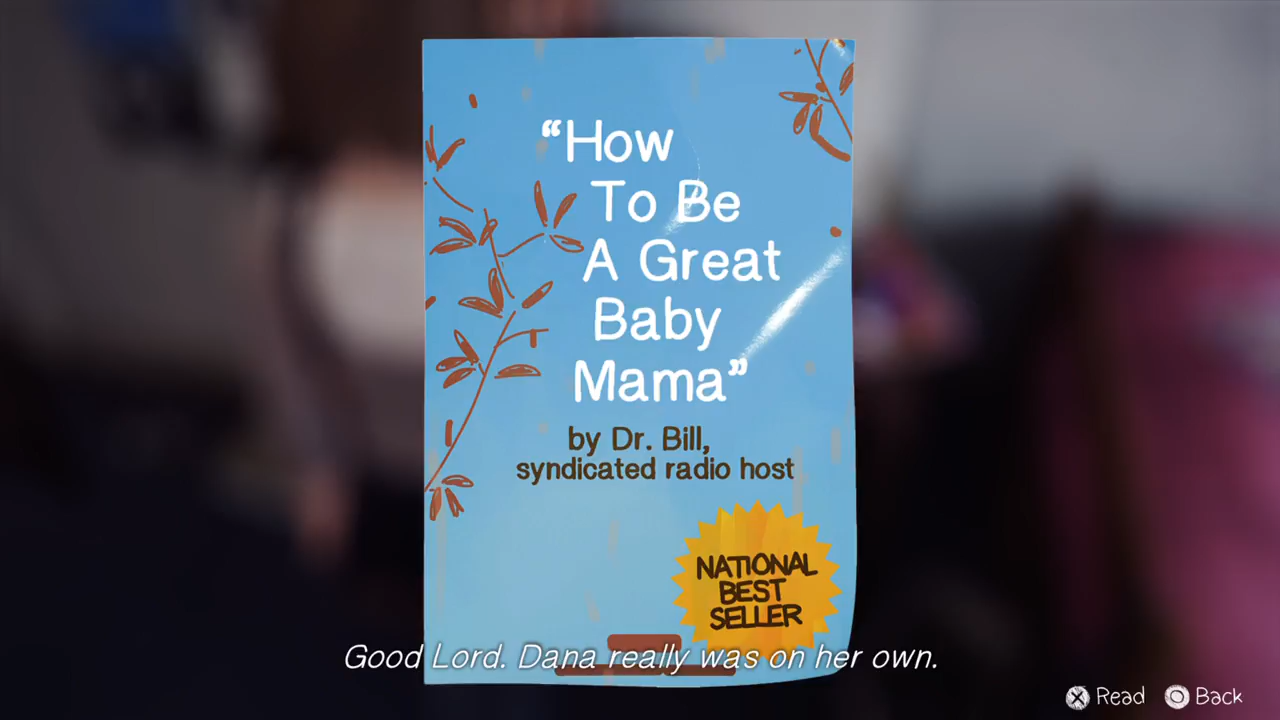 “How
To Be
A Great
Baby
Mama”
by Dr. Bill,
syndicated radio host
NATIONAL
BEST
SELLER
Good Lord. Dana really was on her own.
Read Back